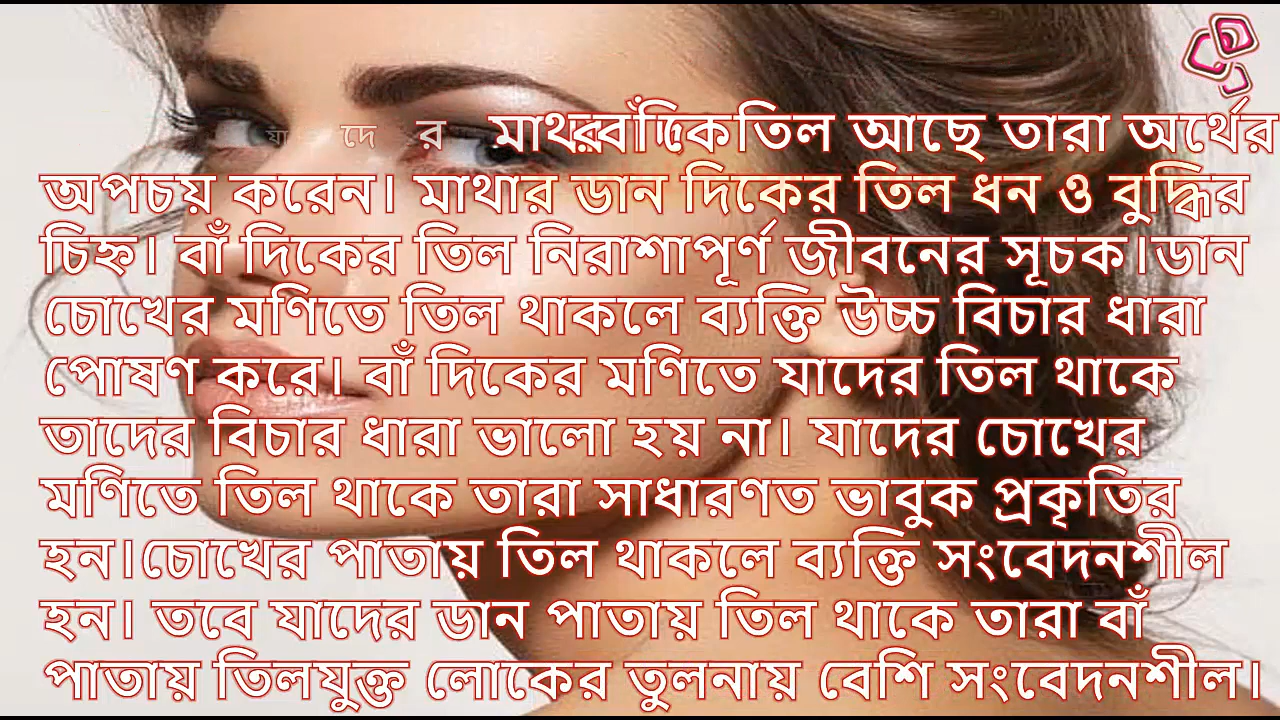 যাদের মাথার বাঁ দিকে তিল আছে তারা অর্থের
অপচয় করেন। মাথার ডান দিকের তিল ধন ও বুদ্ধির
চিহ্ন। বাঁ দিকের তিল নিরাশাপূর্ণ জীবনের সূচক।ডান
চোখের মণিতে তিল থাকলে ব্যক্তি উচ্চ বিচার ধারা
পোষণ করে। বাঁ দিকের মণিতে যাদের তিল থাকে
তাদের বিচার ধারা ভালো হয় না। যাদের চোখের
মণিতে তিল থাকে তারা সাধারণত ভাবুক প্রকৃতির
হন।চোখের পাতায় তিল থাকলে ব্যক্তি সংবেদনশীল
হন। তবে যাদের ডান পাতায় তিল থাকে তারা বাঁ
পাতায় তিলযুক্ত লোকের তুলনায় বেশি সংবেদনশীল।